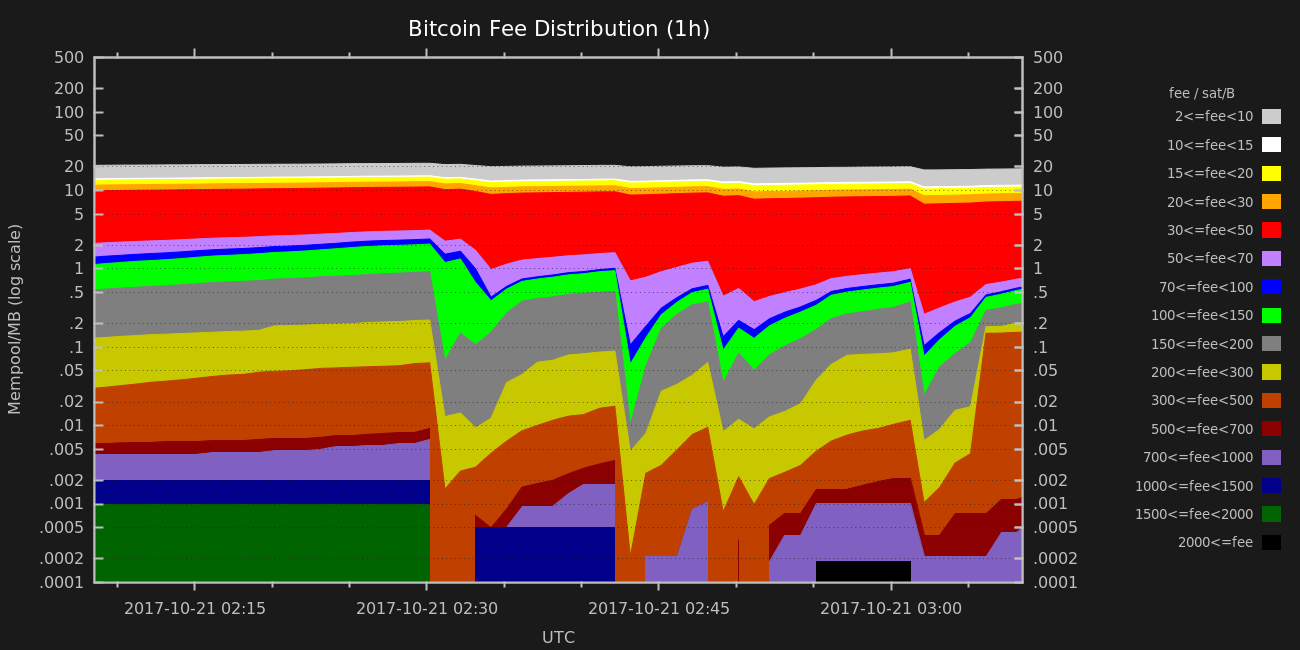 Bitcoin Fee Distribution (1h)
500 500
200 200
100 100
50 50
20 20
10 10
5 5
2 2
1 1
.5 .5
.2 .2
.1 .1
.05 .05
.02 .02
.01 .01
.005 .005
.002 .002
.001 .001
.0005 .0005
.0002 .0002
.0001 .0001
Mempool/MB (log scale)
2017-10-21 02:15 2017-10-21 02:30 2017-10-21 02:45 2017-10-21 03:00
UTC
fee / sat/B
2<=fee<10
10<=fee<15
15<=fee<20
20<=fee<30
30<=fee<50
50<=fee<70
70<=fee<100
100<=fee<150
150<=fee<200
200<=fee<300
300<=fee<500
500<=fee<700
700<=fee<1000
1000<=fee<1500
1500<=fee<2000
2000<=fee